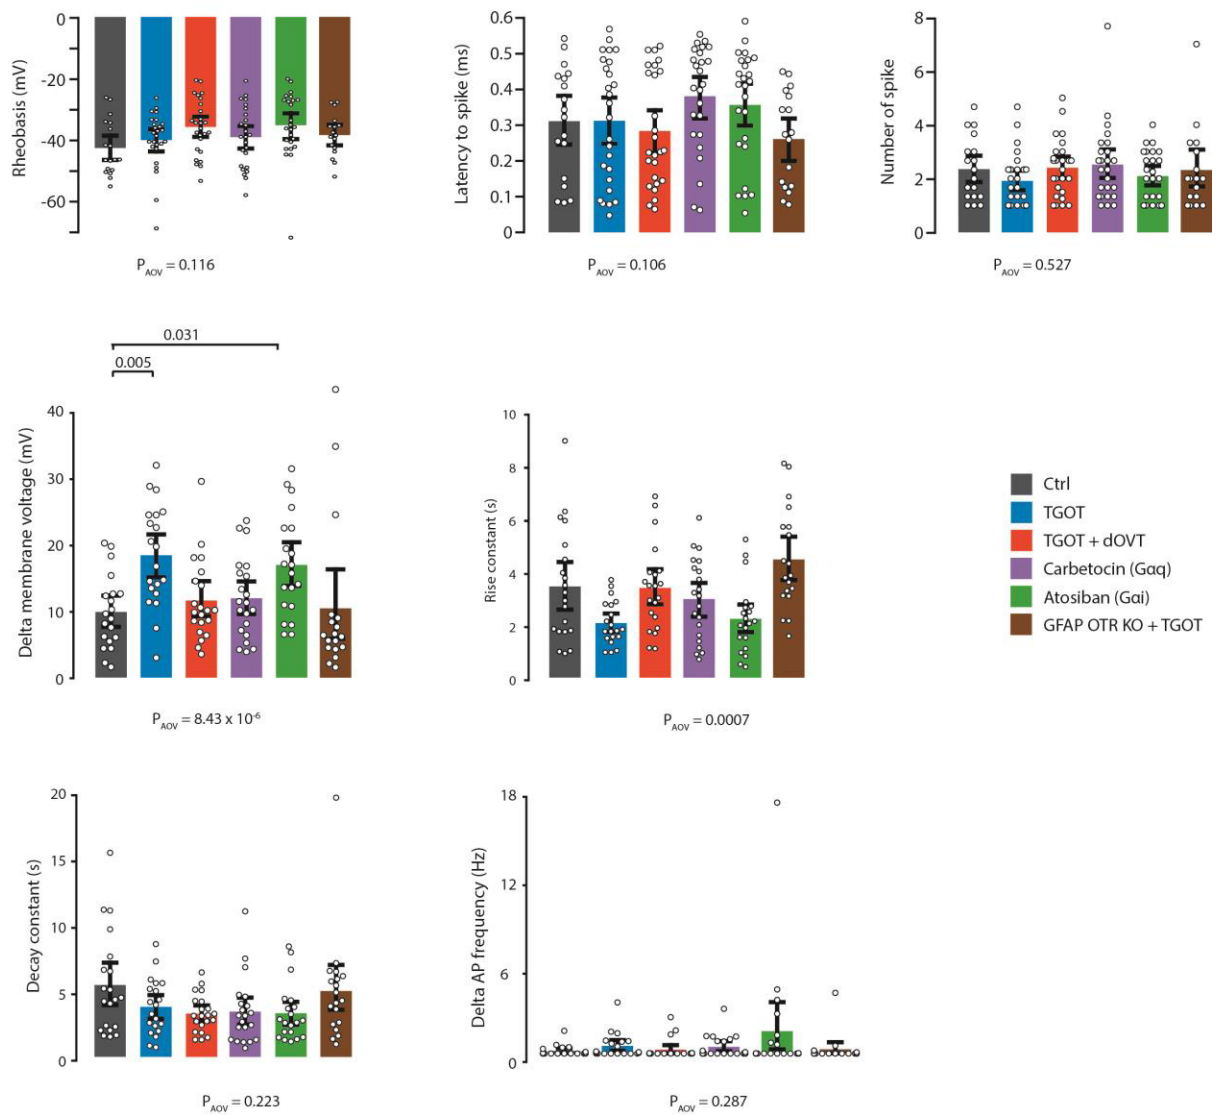 Rheobasis (mV)
0
-20
-40
-60
P_AOV = 0.116
Latency to spike (ms)
0.6
0.5
0.4
0.3
0.2
0.1
0
P_AOV = 0.106
Number of spike
8
6
4
2
0
P_AOV = 0.527
0.031
0.005
Delta membrane voltage (mV)
40
30
20
10
0
P_AOV = 8.43 x 10⁻⁶
Rise constant (s)
10
8
6
4
2
0
P_AOV = 0.0007
Ctrl
TGOT
TGOT + dOVT
Carbetocin (Gαq)
Atosiban (Gαi)
GFAP OTR KO + TGOT
Decay constant (s)
20
15
10
5
0
P_AOV = 0.223
Delta AP frequency (Hz)
18
12
6
0
P_AOV = 0.287